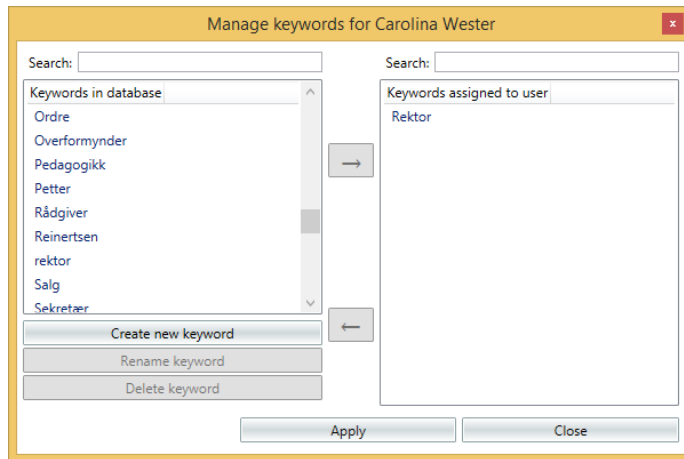 Manage keywords for Carolina Wester
x
Search:
Search:
Keywords in database
Ordre
Overformynder
Pedagogikk
Petter
Rådgiver
Reinertsen
rektor
Salg
Sekretær
Create new keyword
Rename keyword
Delete keyword
→
←
Keywords assigned to user
Rektor
Apply
Close